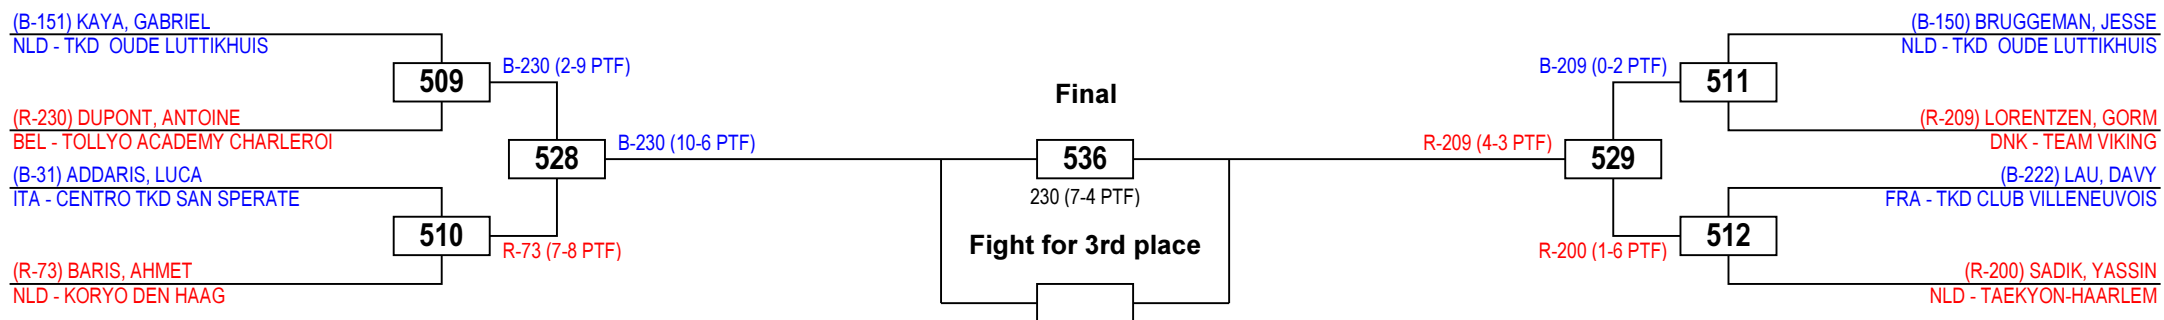 (B-151) KAYA, GABRIEL
NLD - TKD  OUDE LUTTIKHUIS
509
B-230 (2-9 PTF)
(R-230) DUPONT, ANTOINE
BEL - TOLLYO ACADEMY CHARLEROI
528
B-230 (10-6 PTF)
(B-31) ADDARIS, LUCA
ITA - CENTRO TKD SAN SPERATE
510
R-73 (7-8 PTF)
(R-73) BARIS, AHMET
NLD - KORYO DEN HAAG
Final
536
230 (7-4 PTF)
Fight for 3rd place
(B-150) BRUGGEMAN, JESSE
NLD - TKD  OUDE LUTTIKHUIS
B-209 (0-2 PTF)
511
(R-209) LORENTZEN, GORM
DNK - TEAM VIKING
R-209 (4-3 PTF)
529
(B-222) LAU, DAVY
FRA - TKD CLUB VILLENEUVOIS
R-200 (1-6 PTF)
512
(R-200) SADIK, YASSIN
NLD - TAEKYON-HAARLEM